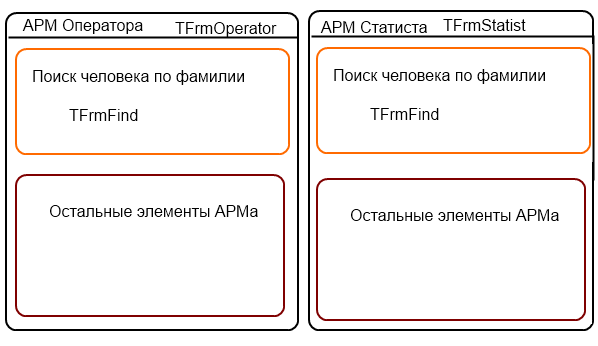 АРМ Оператора TFrmOperator
Поиск человека по фамилии
TFrmFind
Остальные элементы АРМа
АРМ Статиста TFrmStatist
Поиск человека по фамилии
TFrmFind
Остальные элементы АРМа